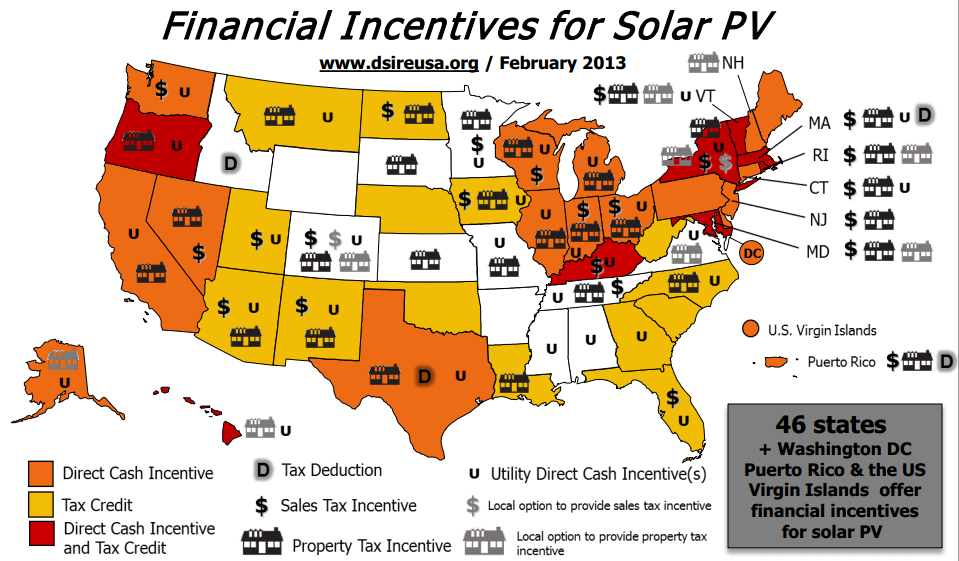 Financial Incentives for Solar PV
www.dsireusa.org / February 2013
NH
$ U VT
$ U
MA $ U D
RI $
CT $ U
NJ $
MD $
DC
U
$ U
U
D
U
$
$
U
U
$
U
$ U
$
U
$
$ U
U
$ $ U
$ U
U
$
$ U
U
U
$ U
$ U
$ U
U $
U
D U
U U
U
$
U
U
U
U.S. Virgin Islands
Puerto Rico $ D
46 states
+ Washington DC
Puerto Rico & the US
Virgin Islands offer
financial incentives
for solar PV
Direct Cash Incentive
Tax Credit
Direct Cash Incentive
and Tax Credit
D Tax Deduction
$ Sales Tax Incentive
Property Tax Incentive
U Utility Direct Cash Incentive(s)
$ Local option to provide sales tax incentive
Local option to provide property tax
incentive